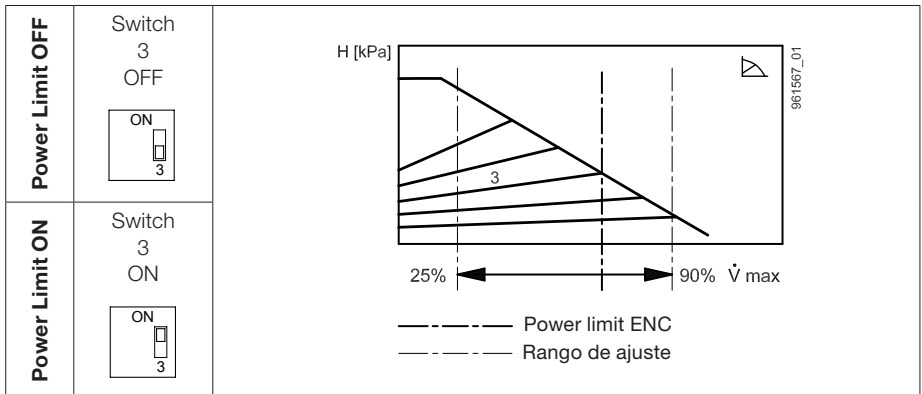 Power Limit OFF
Switch
3
OFF
ON
3
Power Limit ON
Switch
3
ON
ON
3
H [kPa]
961567_01
3
25%
90% V̇ max
Power limit ENC
Rango de ajuste